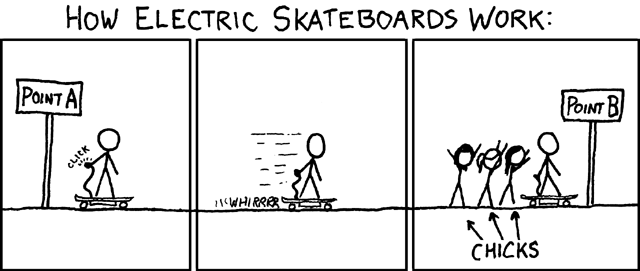 HOW ELECTRIC SKATEBOARDS WORK:
POINT A
CLICK
WHIRRRR
POINT B
CHICKS